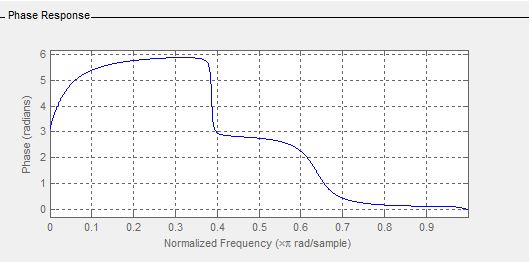 Phase Response
6
5
4
3
2
1
0
Phase (radians)
0 0.1 0.2 0.3 0.4 0.5 0.6 0.7 0.8 0.9
Normalized Frequency (×π rad/sample)